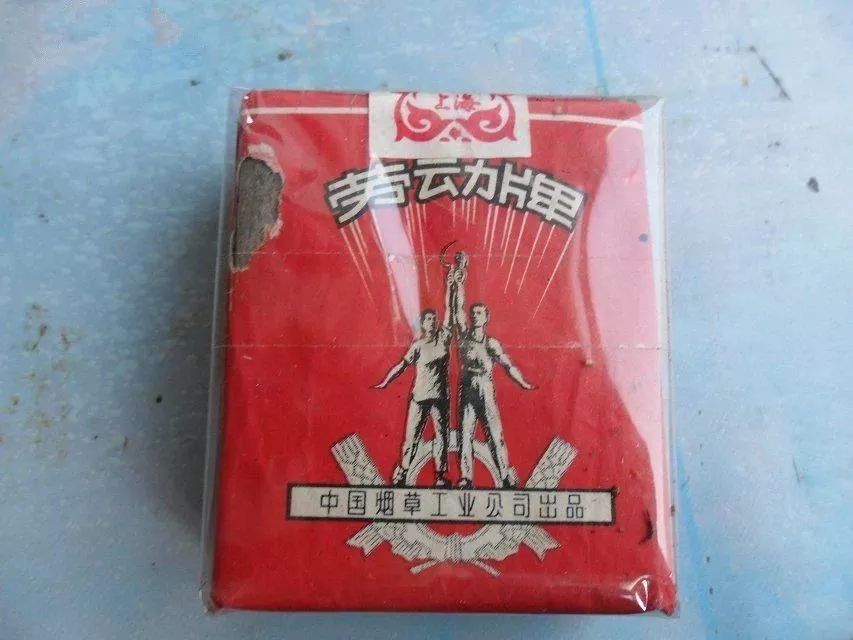 上海
劳动牌
中国烟草工业公司出品